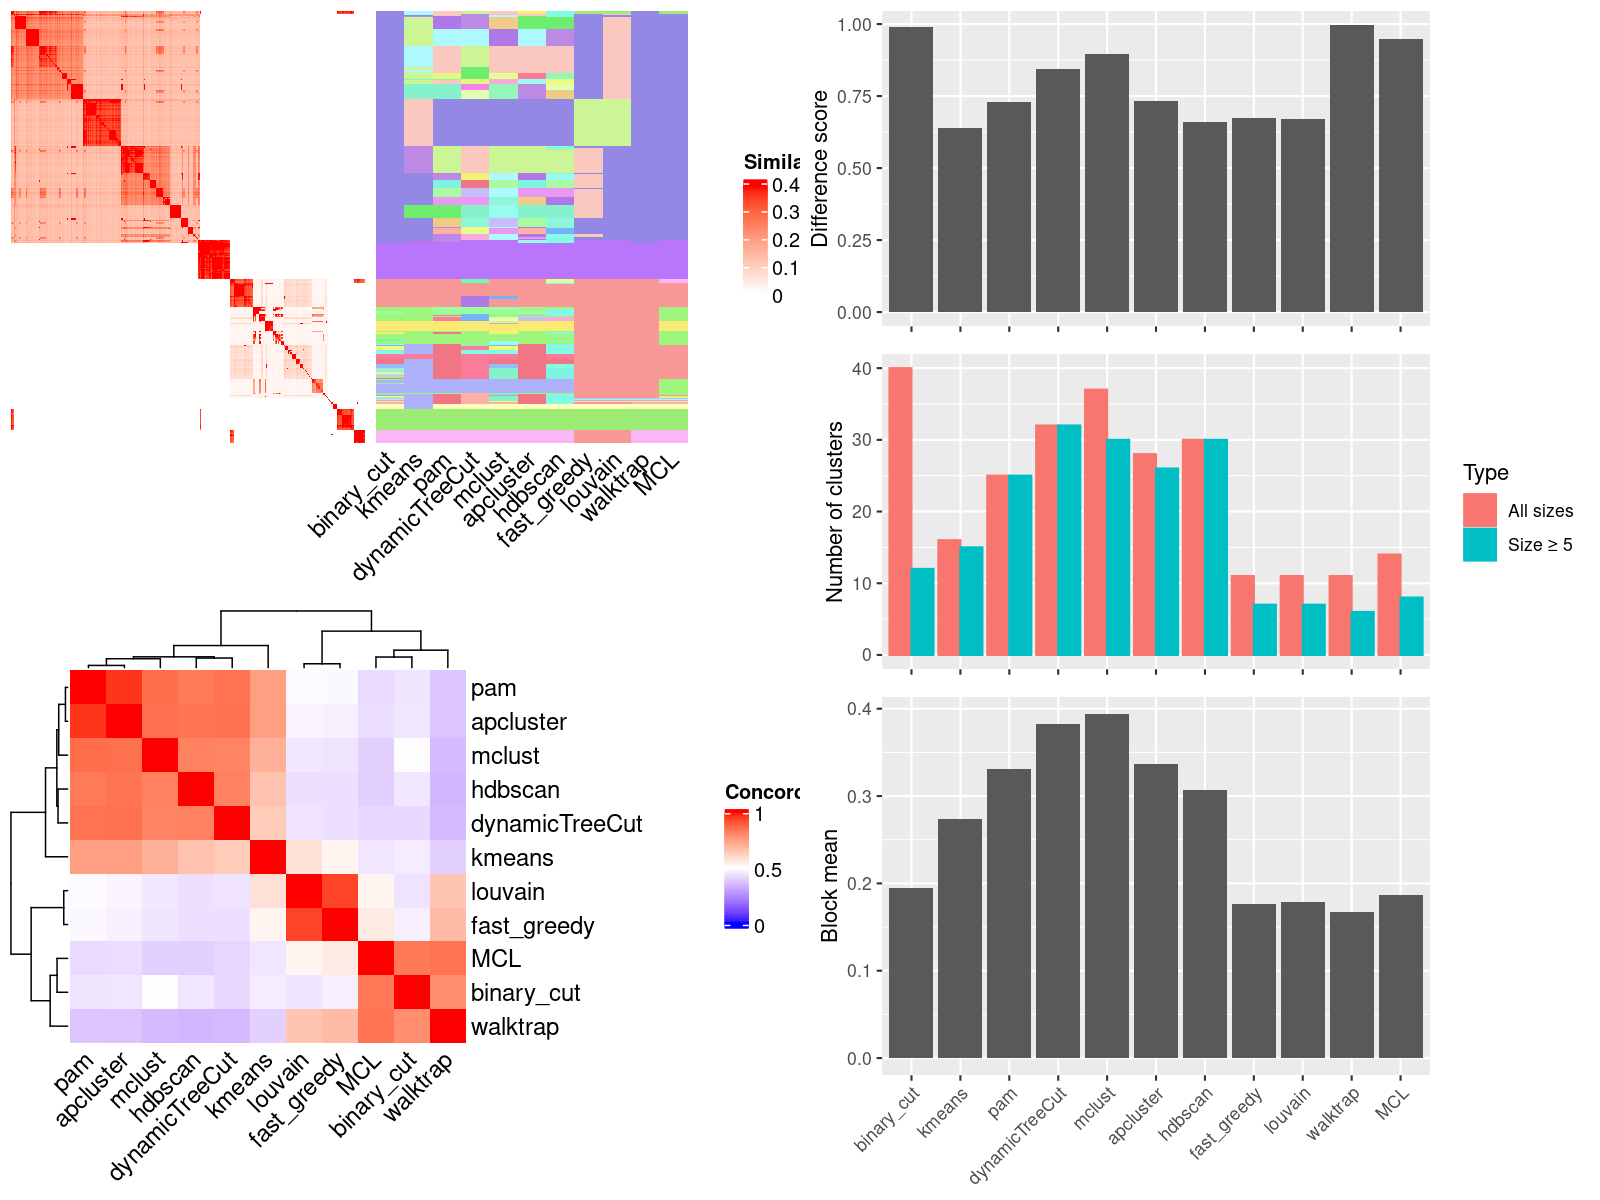 Simila
0.4
0.3
0.2
0.1
0
binary_cut
kmeans
pam
dynamicTreeCut
mclust
apcluster
hdbscan
fast_greedy
louvain
walktrap
MCL
Difference score
1.00
0.75
0.50
0.25
0.00
Number of clusters
40
30
20
10
0
Type
All sizes
Size ≥ 5
pam
apcluster
mclust
hdbscan
dynamicTreeCut
kmeans
louvain
fast_greedy
MCL
binary_cut
walktrap
pam
apcluster
mclust
hdbscan
dynamicTreeCut
kmeans
louvain
fast_greedy
MCL
binary_cut
walktrap
Concord
1
0.5
0
Block mean
0.4
0.3
0.2
0.1
0.0
binary_cut
kmeans
pam
dynamicTreeCut
mclust
apcluster
hdbscan
fast_greedy
louvain
walktrap
MCL